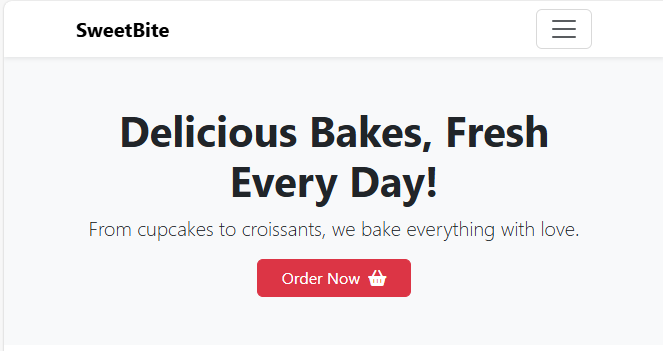 SweetBite
Delicious Bakes, Fresh
Every Day!
From cupcakes to croissants, we bake everything with love.
Order Now